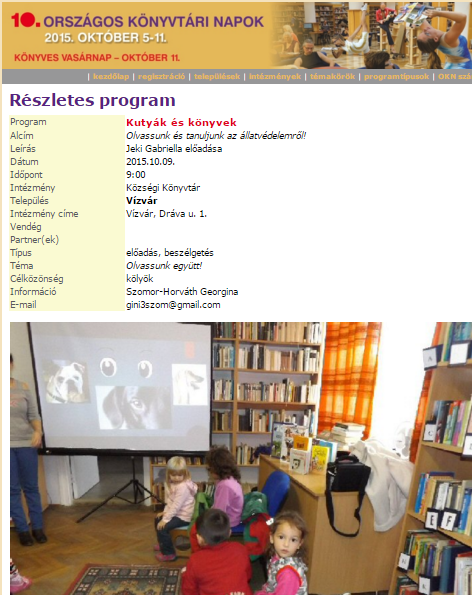 10. ORSZÁGOS KÖNYVTÁRI NAPOK
2015. OKTÓBER 5-11.
KÖNYVES VASÁRNAP – OKTÓBER 11.
| kezdőlap | regisztráció | települések | intézmények | témakörök | programtípusok | OKN szá
Részletes program
Program Kutyák és könyvek
Alcím Olvassunk és tanuljunk az állatvédelemről!
Leírás Jeki Gabriella előadása
Dátum 2015.10.09.
Időpont 9:00
Intézmény Községi Könyvtár
Település Vízvár
Intézmény címe Vízvár, Dráva u. 1.
Vendég
Partner(ek)
Típus előadás, beszélgetés
Téma Olvassunk együtt!
Célközönség kölyök
Információ Szomor-Horváth Georgina
E-mail gini3szom@gmail.com
E F